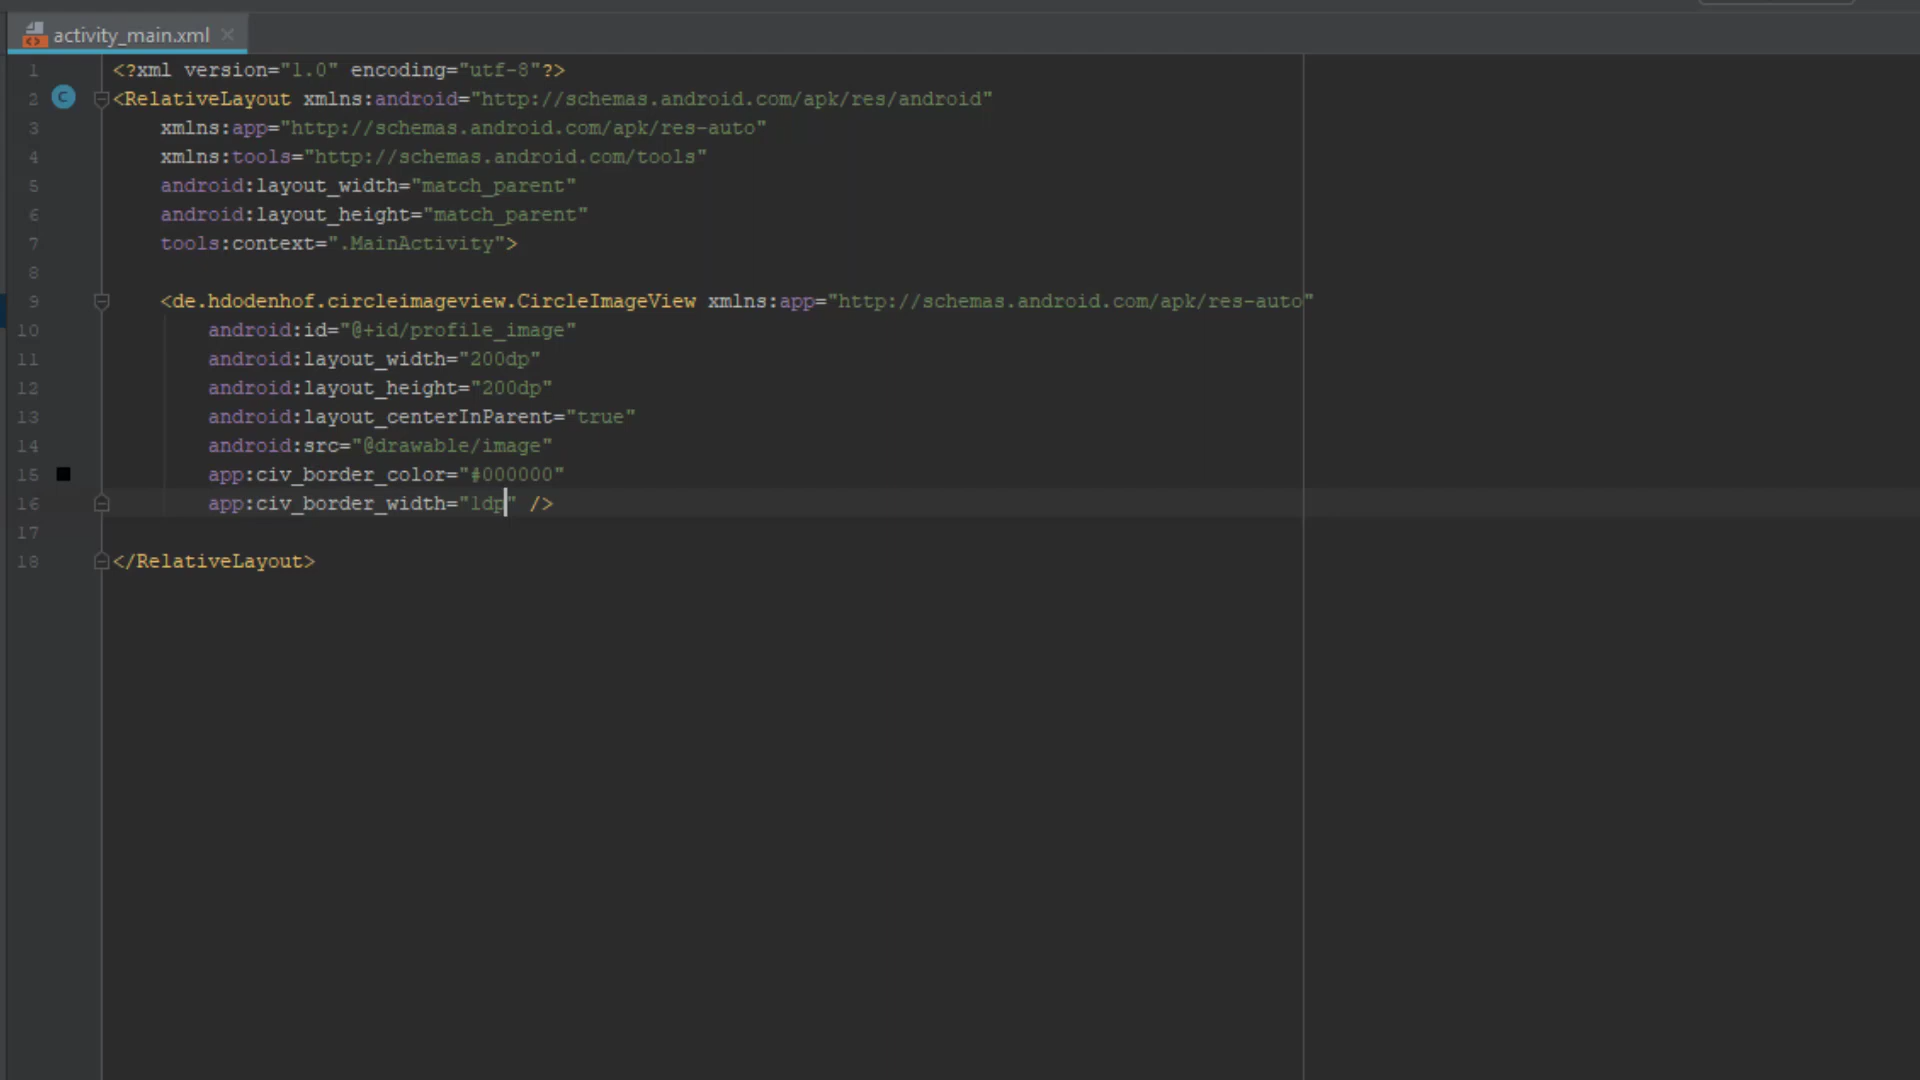 activity_main.xml
1 <?xml version="1.0" encoding="utf-8"?>
2 <RelativeLayout xmlns:android="http://schemas.android.com/apk/res/android"
3 xmlns:app="http://schemas.android.com/apk/res-auto"
4 xmlns:tools="http://schemas.android.com/tools"
5 android:layout_width="match_parent"
6 android:layout_height="match_parent"
7 tools:context=".MainActivity">
8
9 <de.hdodenhof.circleimageview.CircleImageView xmlns:app="http://schemas.android.com/apk/res-auto"
10 android:id="@+id/profile_image"
11 android:layout_width="200dp"
12 android:layout_height="200dp"
13 android:layout_centerInParent="true"
14 android:src="@drawable/image"
15 app:civ_border_color="#000000"
16 app:civ_border_width="1dp" />
17
18 </RelativeLayout>